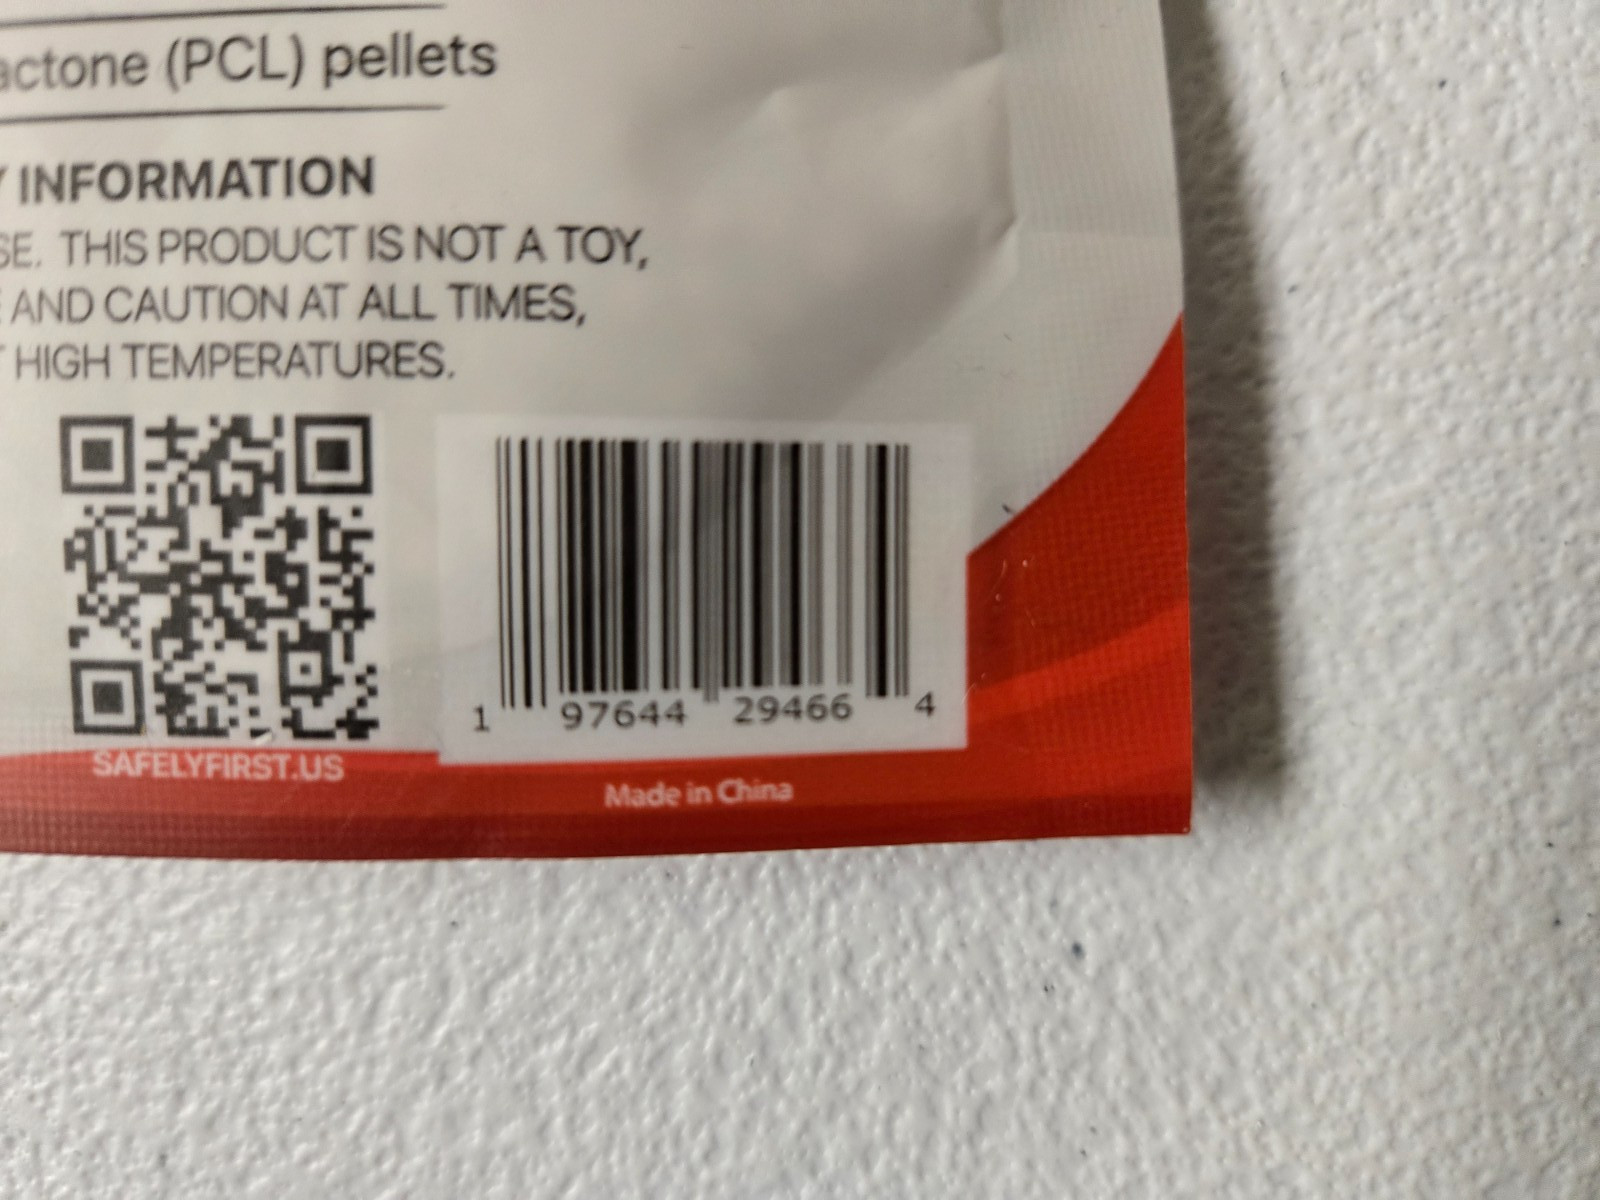 actone (PCL) pellets
Y INFORMATION
SE. THIS PRODUCT IS NOT A TOY,
E AND CAUTION AT ALL TIMES,
T HIGH TEMPERATURES.
1 97644 29466 4
SAFELYFIRST.US
Made in China